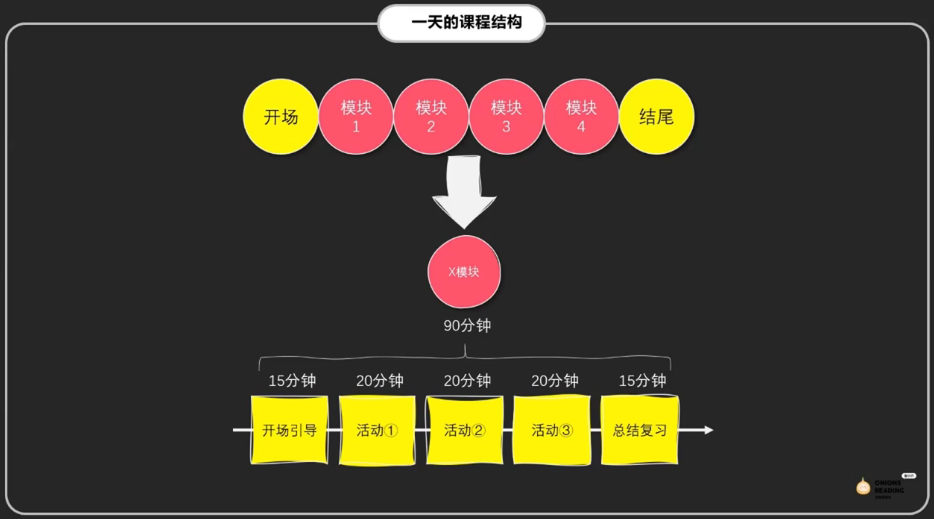 一天的课程结构
开场
模块
1
模块
2
模块
3
模块
4
结尾
X模块
90分钟
15分钟
20分钟
20分钟
20分钟
15分钟
开场引导
活动①
活动②
活动③
总结复习
ONIONS
READING